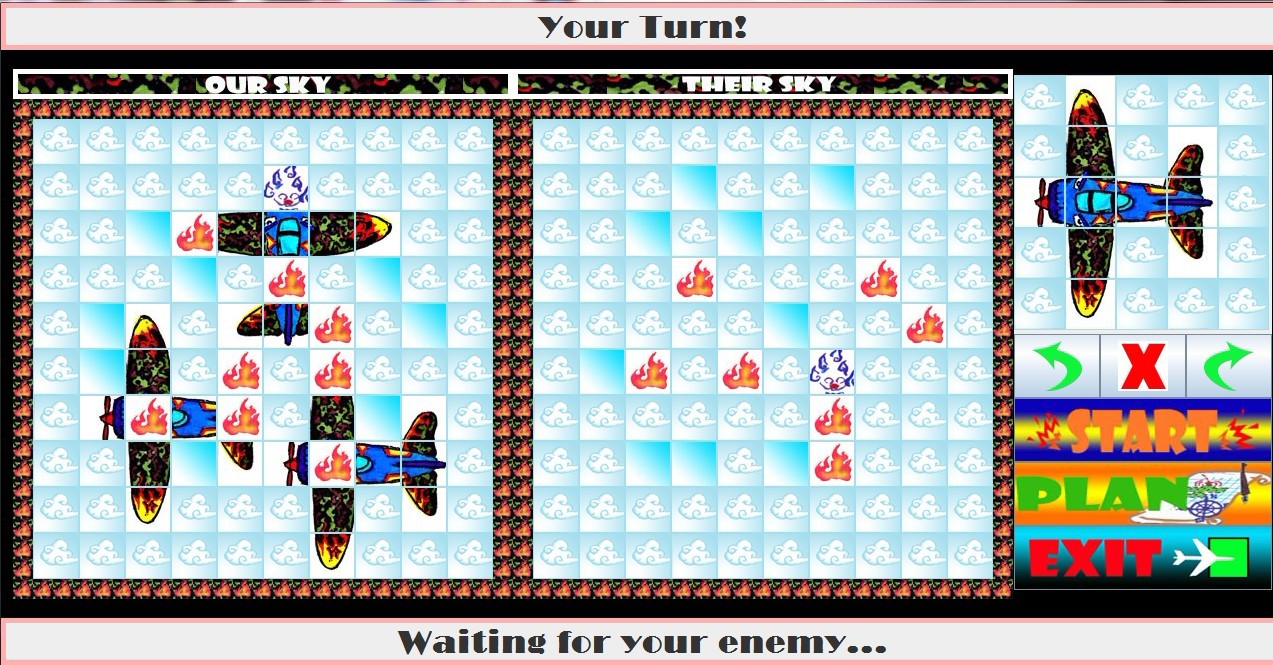 Your Turn!
OUR SKY
THEIR SKY
X
START
PLAN
EXIT
Waiting for your enemy...